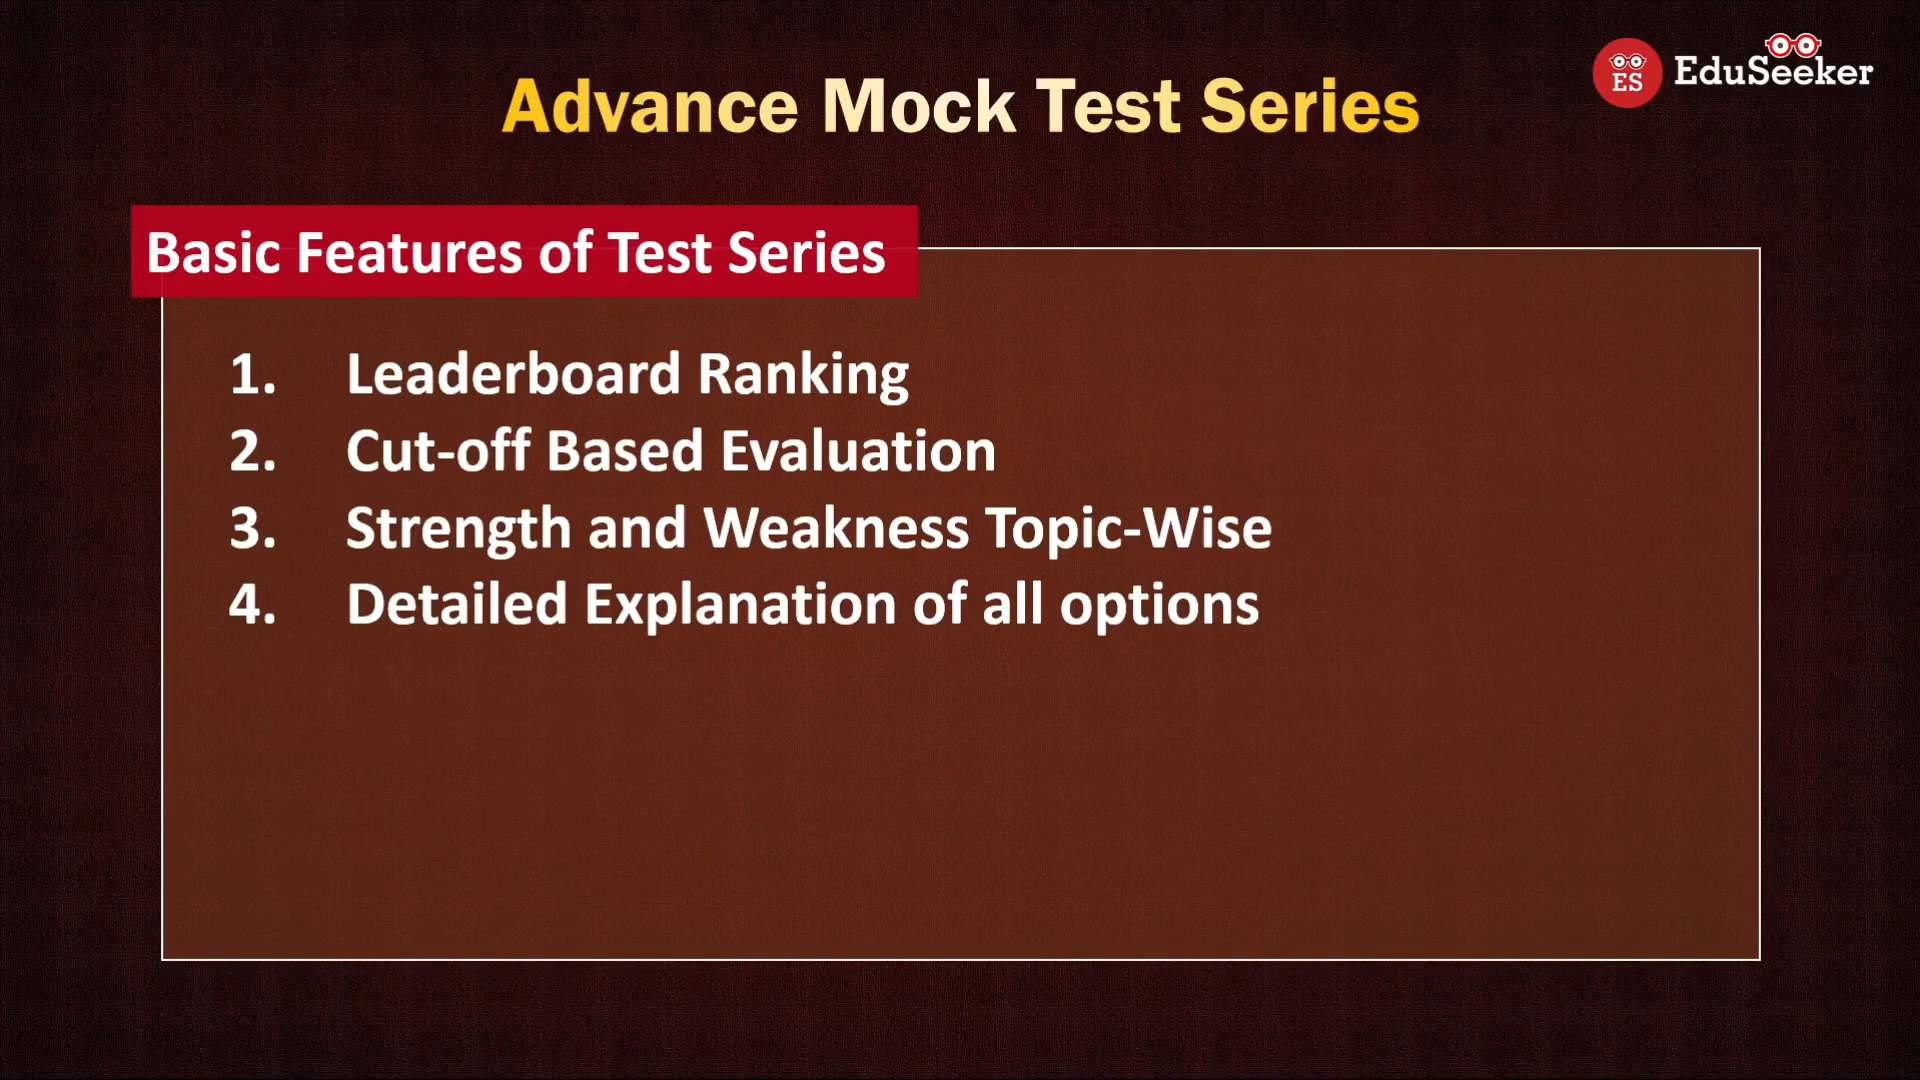 Advance Mock Test Series
ES EduSeeker
Basic Features of Test Series
1. Leaderboard Ranking
2. Cut-off Based Evaluation
3. Strength and Weakness Topic-Wise
4. Detailed Explanation of all options